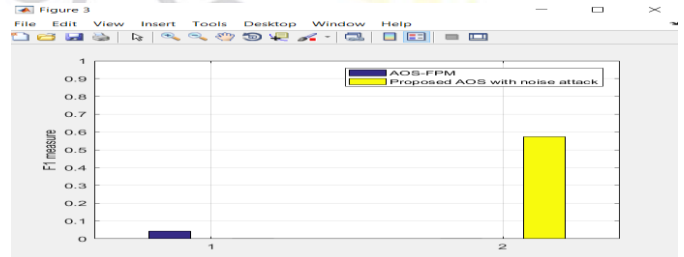 Figure 3
File Edit View Insert Tools Desktop Window Help
1
0.9
0.8
0.7
0.6
0.5
0.4
0.3
0.2
0.1
0
F1 measure
AOS-FPM
Proposed AOS with noise attack
1 2